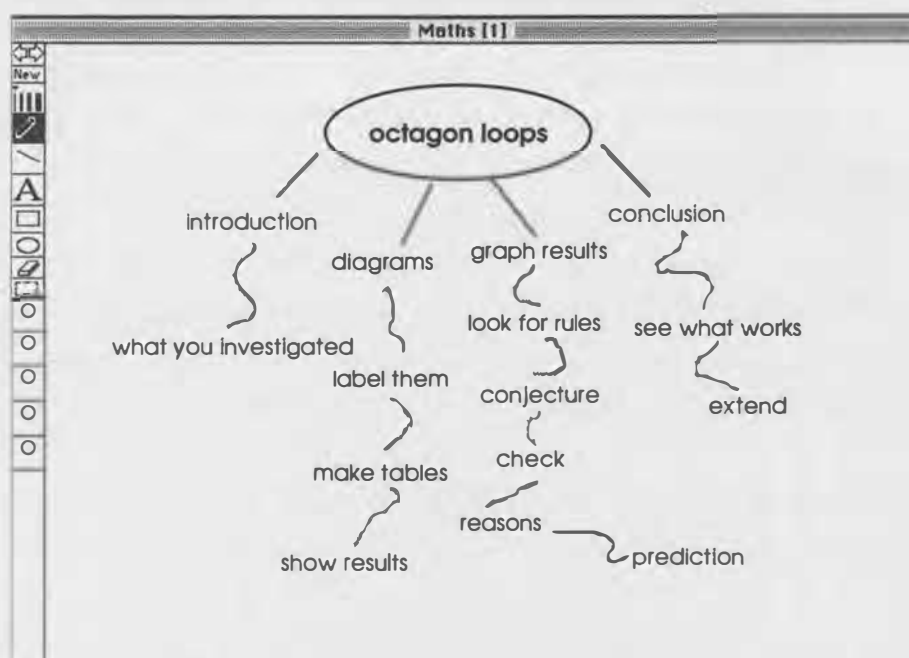 Maths [1]
New
A
octagon loops
introduction
what you investigated
diagrams
label them
make tables
show results
graph results
look for rules
conjecture
check
reasons
prediction
conclusion
see what works
extend